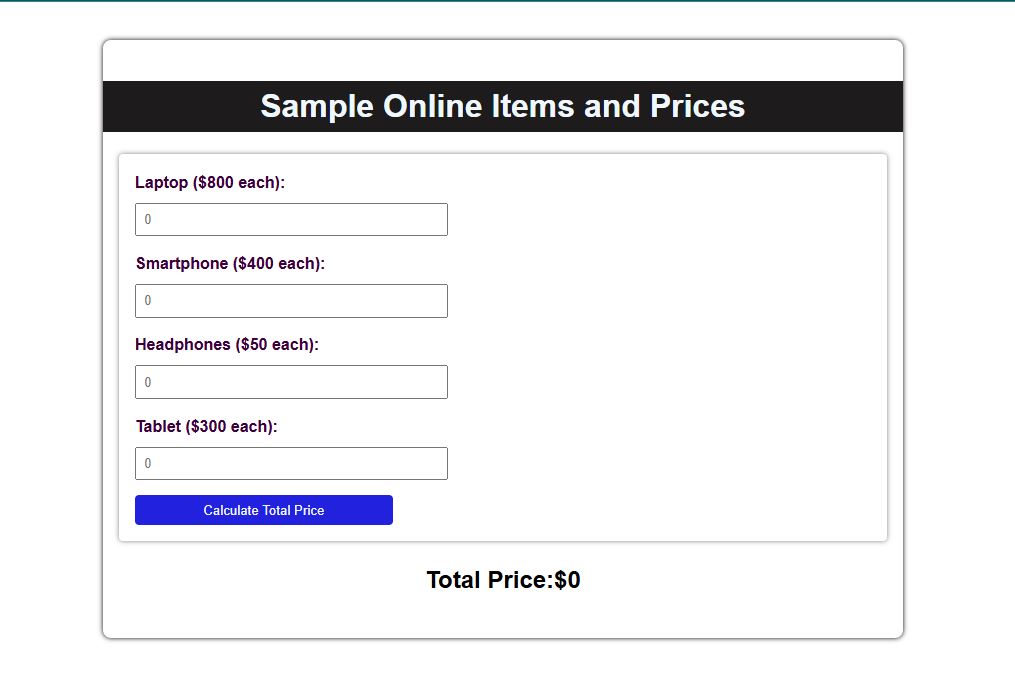 Sample Online Items and Prices
Laptop ($800 each):
0
Smartphone ($400 each):
0
Headphones ($50 each):
0
Tablet ($300 each):
0
Calculate Total Price
Total Price:$0